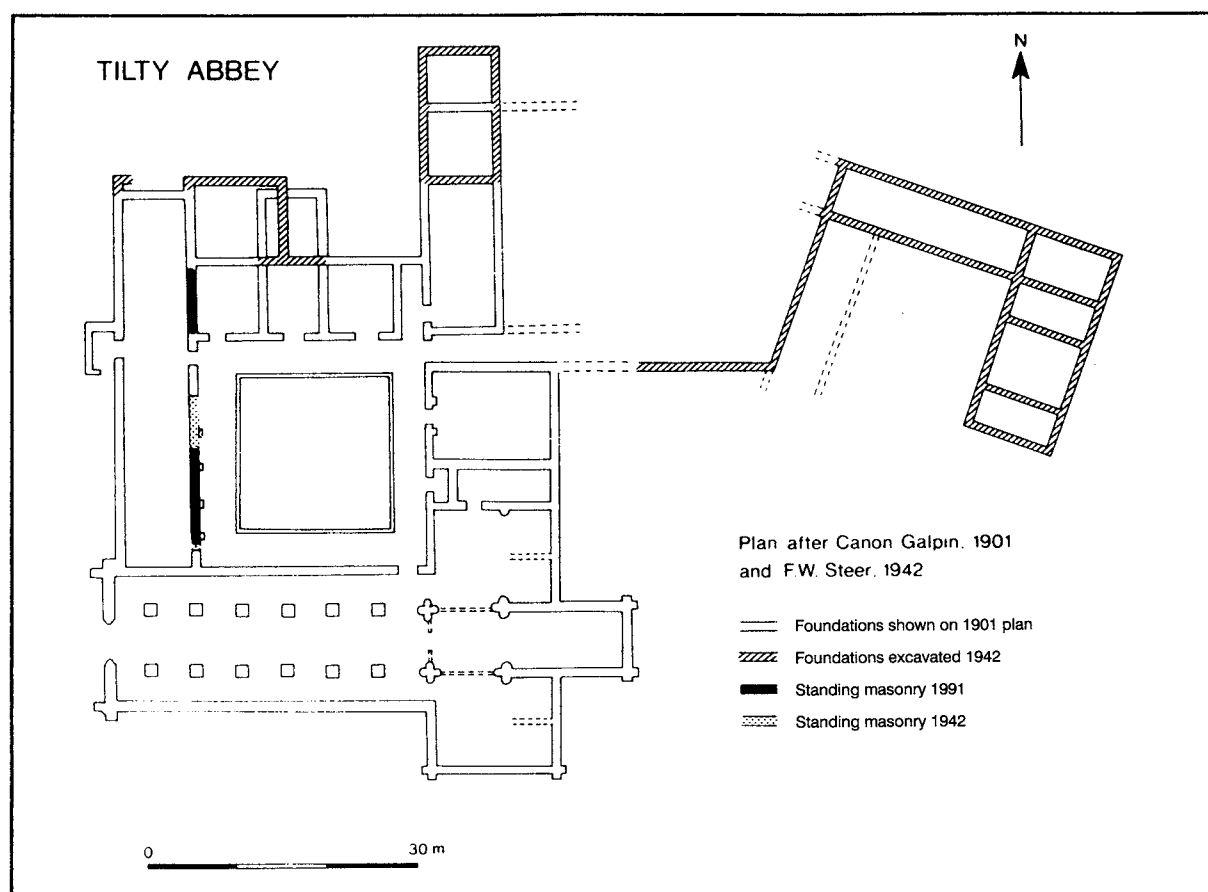 TILTY ABBEY
N
Plan after Canon Galpin. 1901
and F.W. Steer. 1942
Foundations shown on 1901 plan
Foundations excavated 1942
Standing masonry 1991
Standing masonry 1942
0 30 m